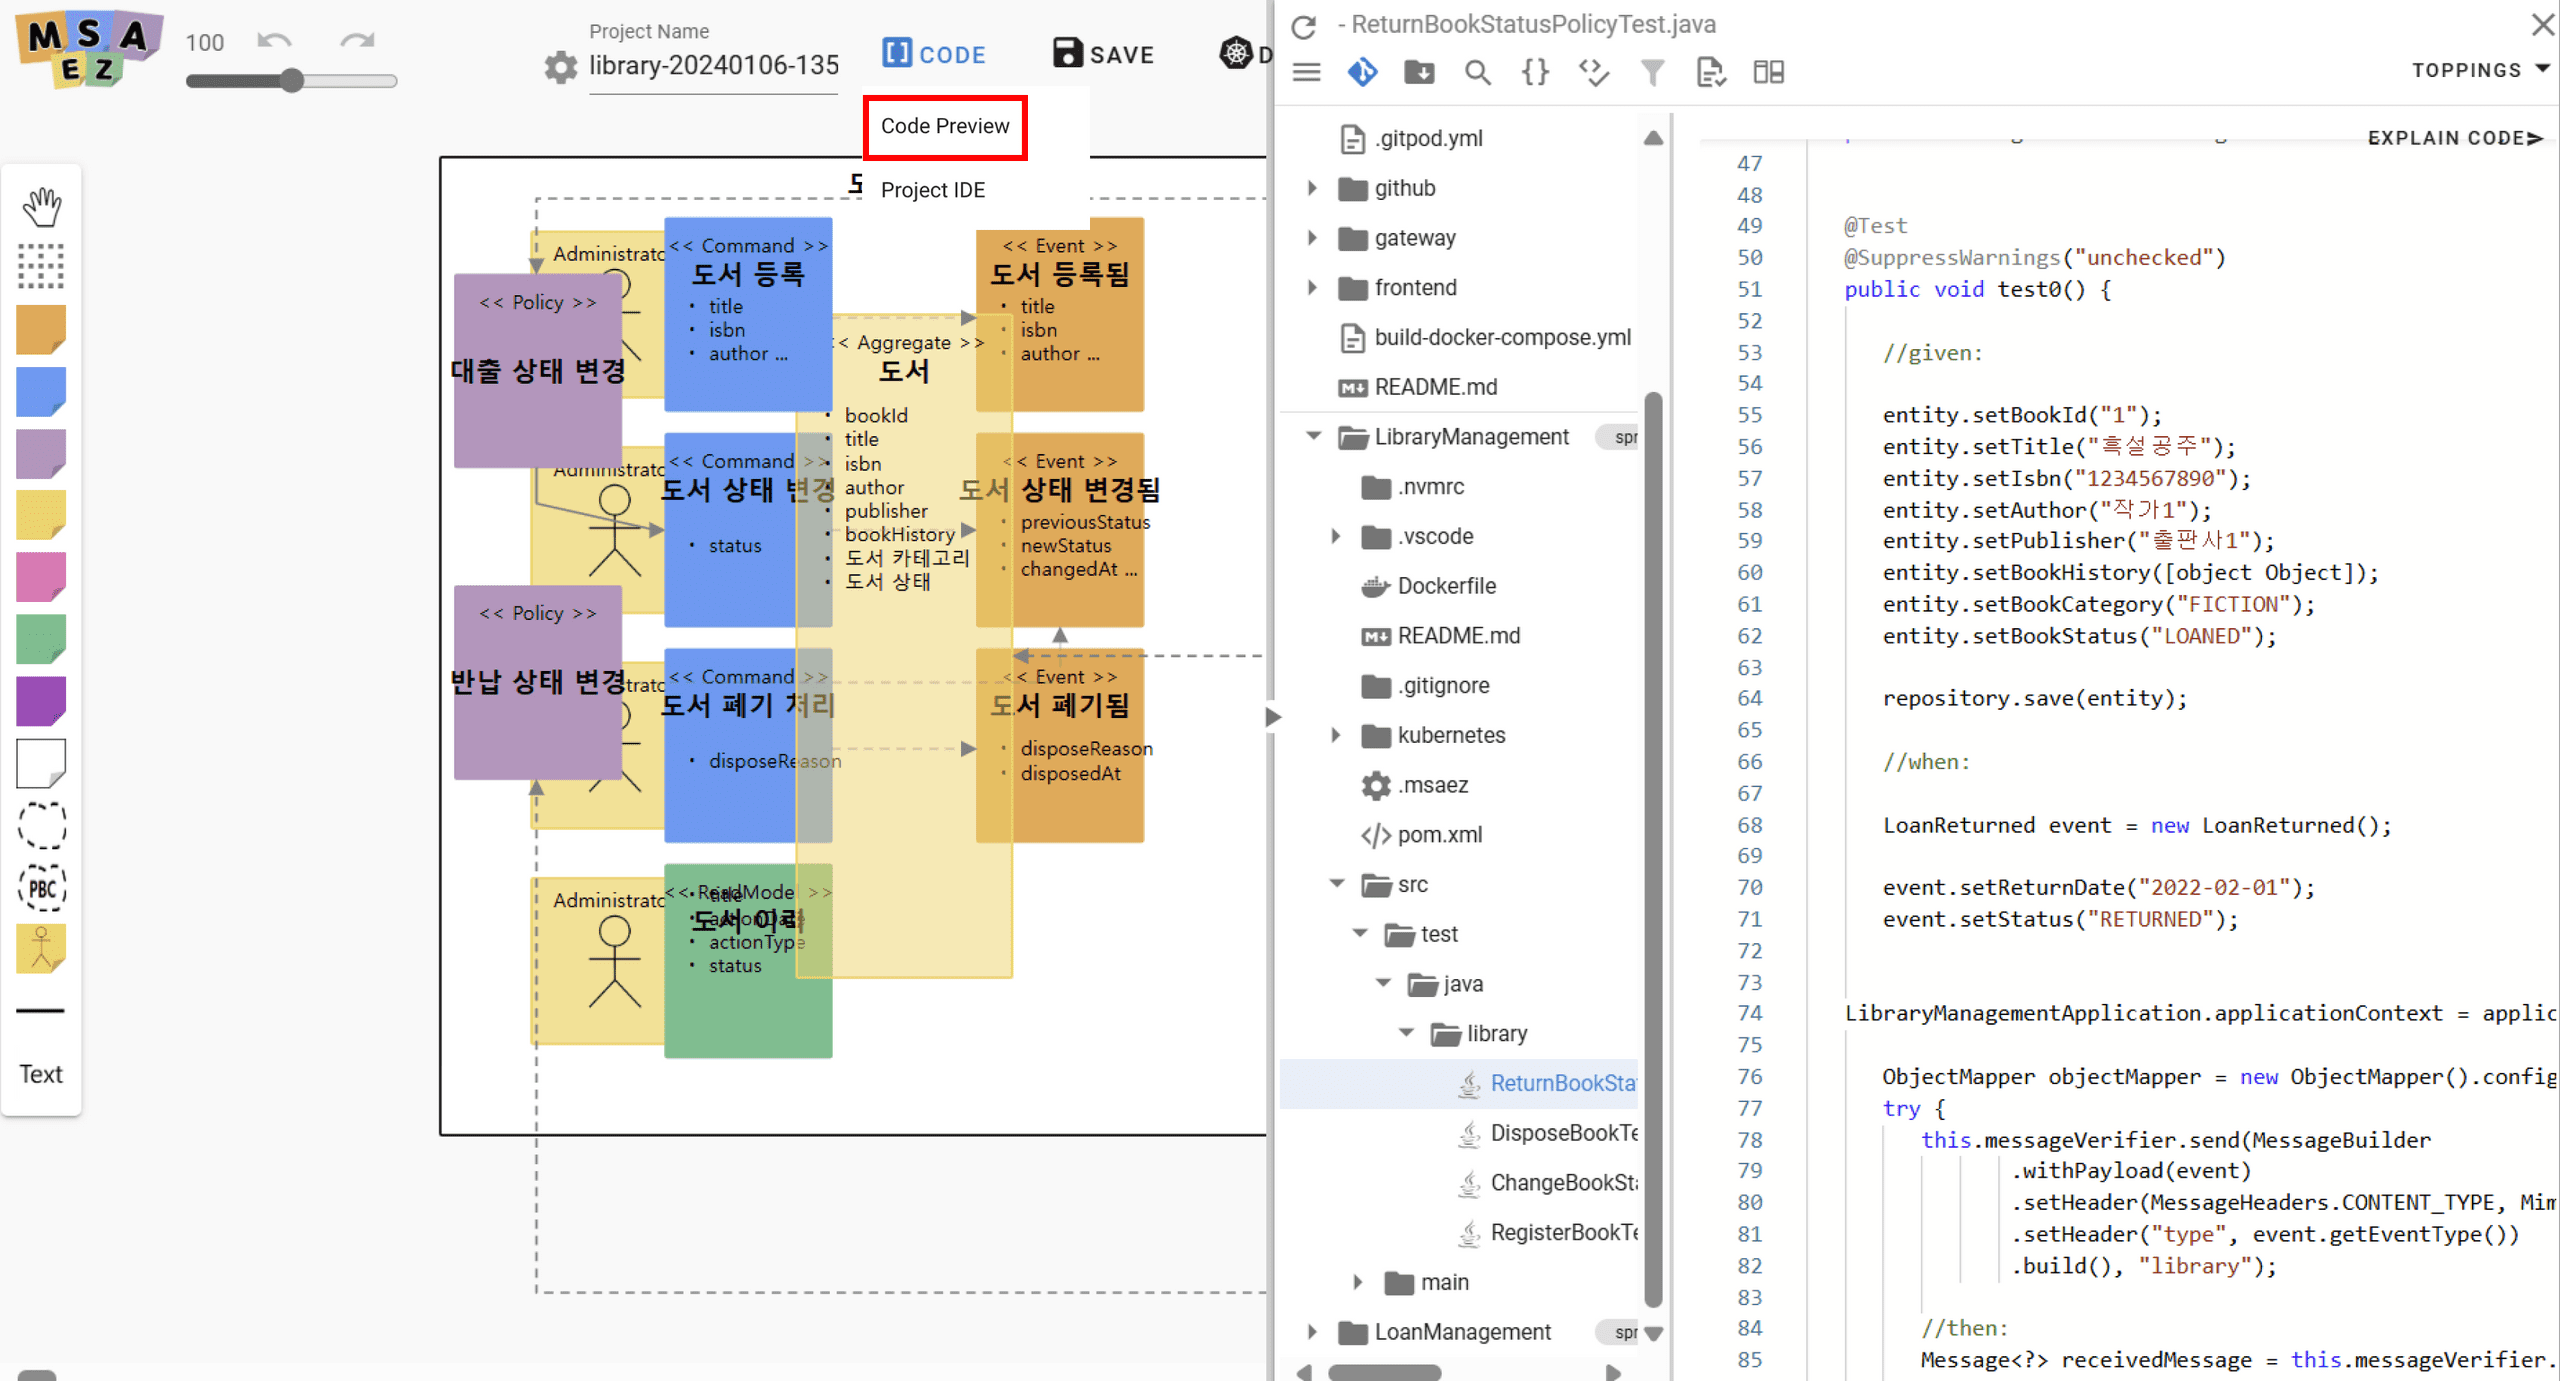 MSA
EZ
100
Project Name
library-20240106-135
CODE
SAVE
Code Preview
Project IDE
PBC
Text
<< Policy >>
대출 상태 변경
<< Policy >>
반납 상태 변경
Administrato
<< Command >>
도서 등록
title
isbn
author ...
<< Event >>
도서 등록됨
title
isbn
author ...
<< Aggregate >>
도서
bookId
title
isbn
author
publisher
bookHistory
도서 카테고리
도서 상태
Administrato
<< Command >>
도서 상태 변경
status
<< Event >>
도서 상태 변경됨
previousStatus
newStatus
changedAt ...
<< Command >>
도서 폐기 처리
disposeReason
<< Event >>
도서 폐기됨
disposeReason
disposedAt
Administrato
<< ReadModel >>
도서 이력
title
actionDate
actionType
status
- ReturnBookStatusPolicyTest.java
TOPPINGS
EXPLAIN CODE
.gitpod.yml
github
gateway
frontend
build-docker-compose.yml
README.md
LibraryManagement
spr
.nvmrc
.vscode
Dockerfile
README.md
.gitignore
kubernetes
.msaez
pom.xml
src
test
java
library
ReturnBookSta
DisposeBookTe
ChangeBookSta
RegisterBookTe
main
LoanManagement
spr
47
48
49 @Test
50 @SuppressWarnings("unchecked")
51 public void test0() {
52
53 //given:
54
55 entity.setBookId("1");
56 entity.setTitle("흑설공주");
57 entity.setIsbn("1234567890");
58 entity.setAuthor("작가1");
59 entity.setPublisher("출판사1");
60 entity.setBookHistory([object Object]);
61 entity.setBookCategory("FICTION");
62 entity.setBookStatus("LOANED");
63
64 repository.save(entity);
65
66 //when:
67
68 LoanReturned event = new LoanReturned();
69
70 event.setReturnDate("2022-02-01");
71 event.setStatus("RETURNED");
72
73
74 LibraryManagementApplication.applicationContext = applic
75
76 ObjectMapper objectMapper = new ObjectMapper().config
77 try {
78 this.messageVerifier.send(MessageBuilder
79 .withPayload(event)
80 .setHeader(MessageHeaders.CONTENT_TYPE, Mim
81 .setHeader("type", event.getEventType())
82 .build(), "library");
83
84 //then:
85 Message<?> receivedMessage = this.messageVerifier.